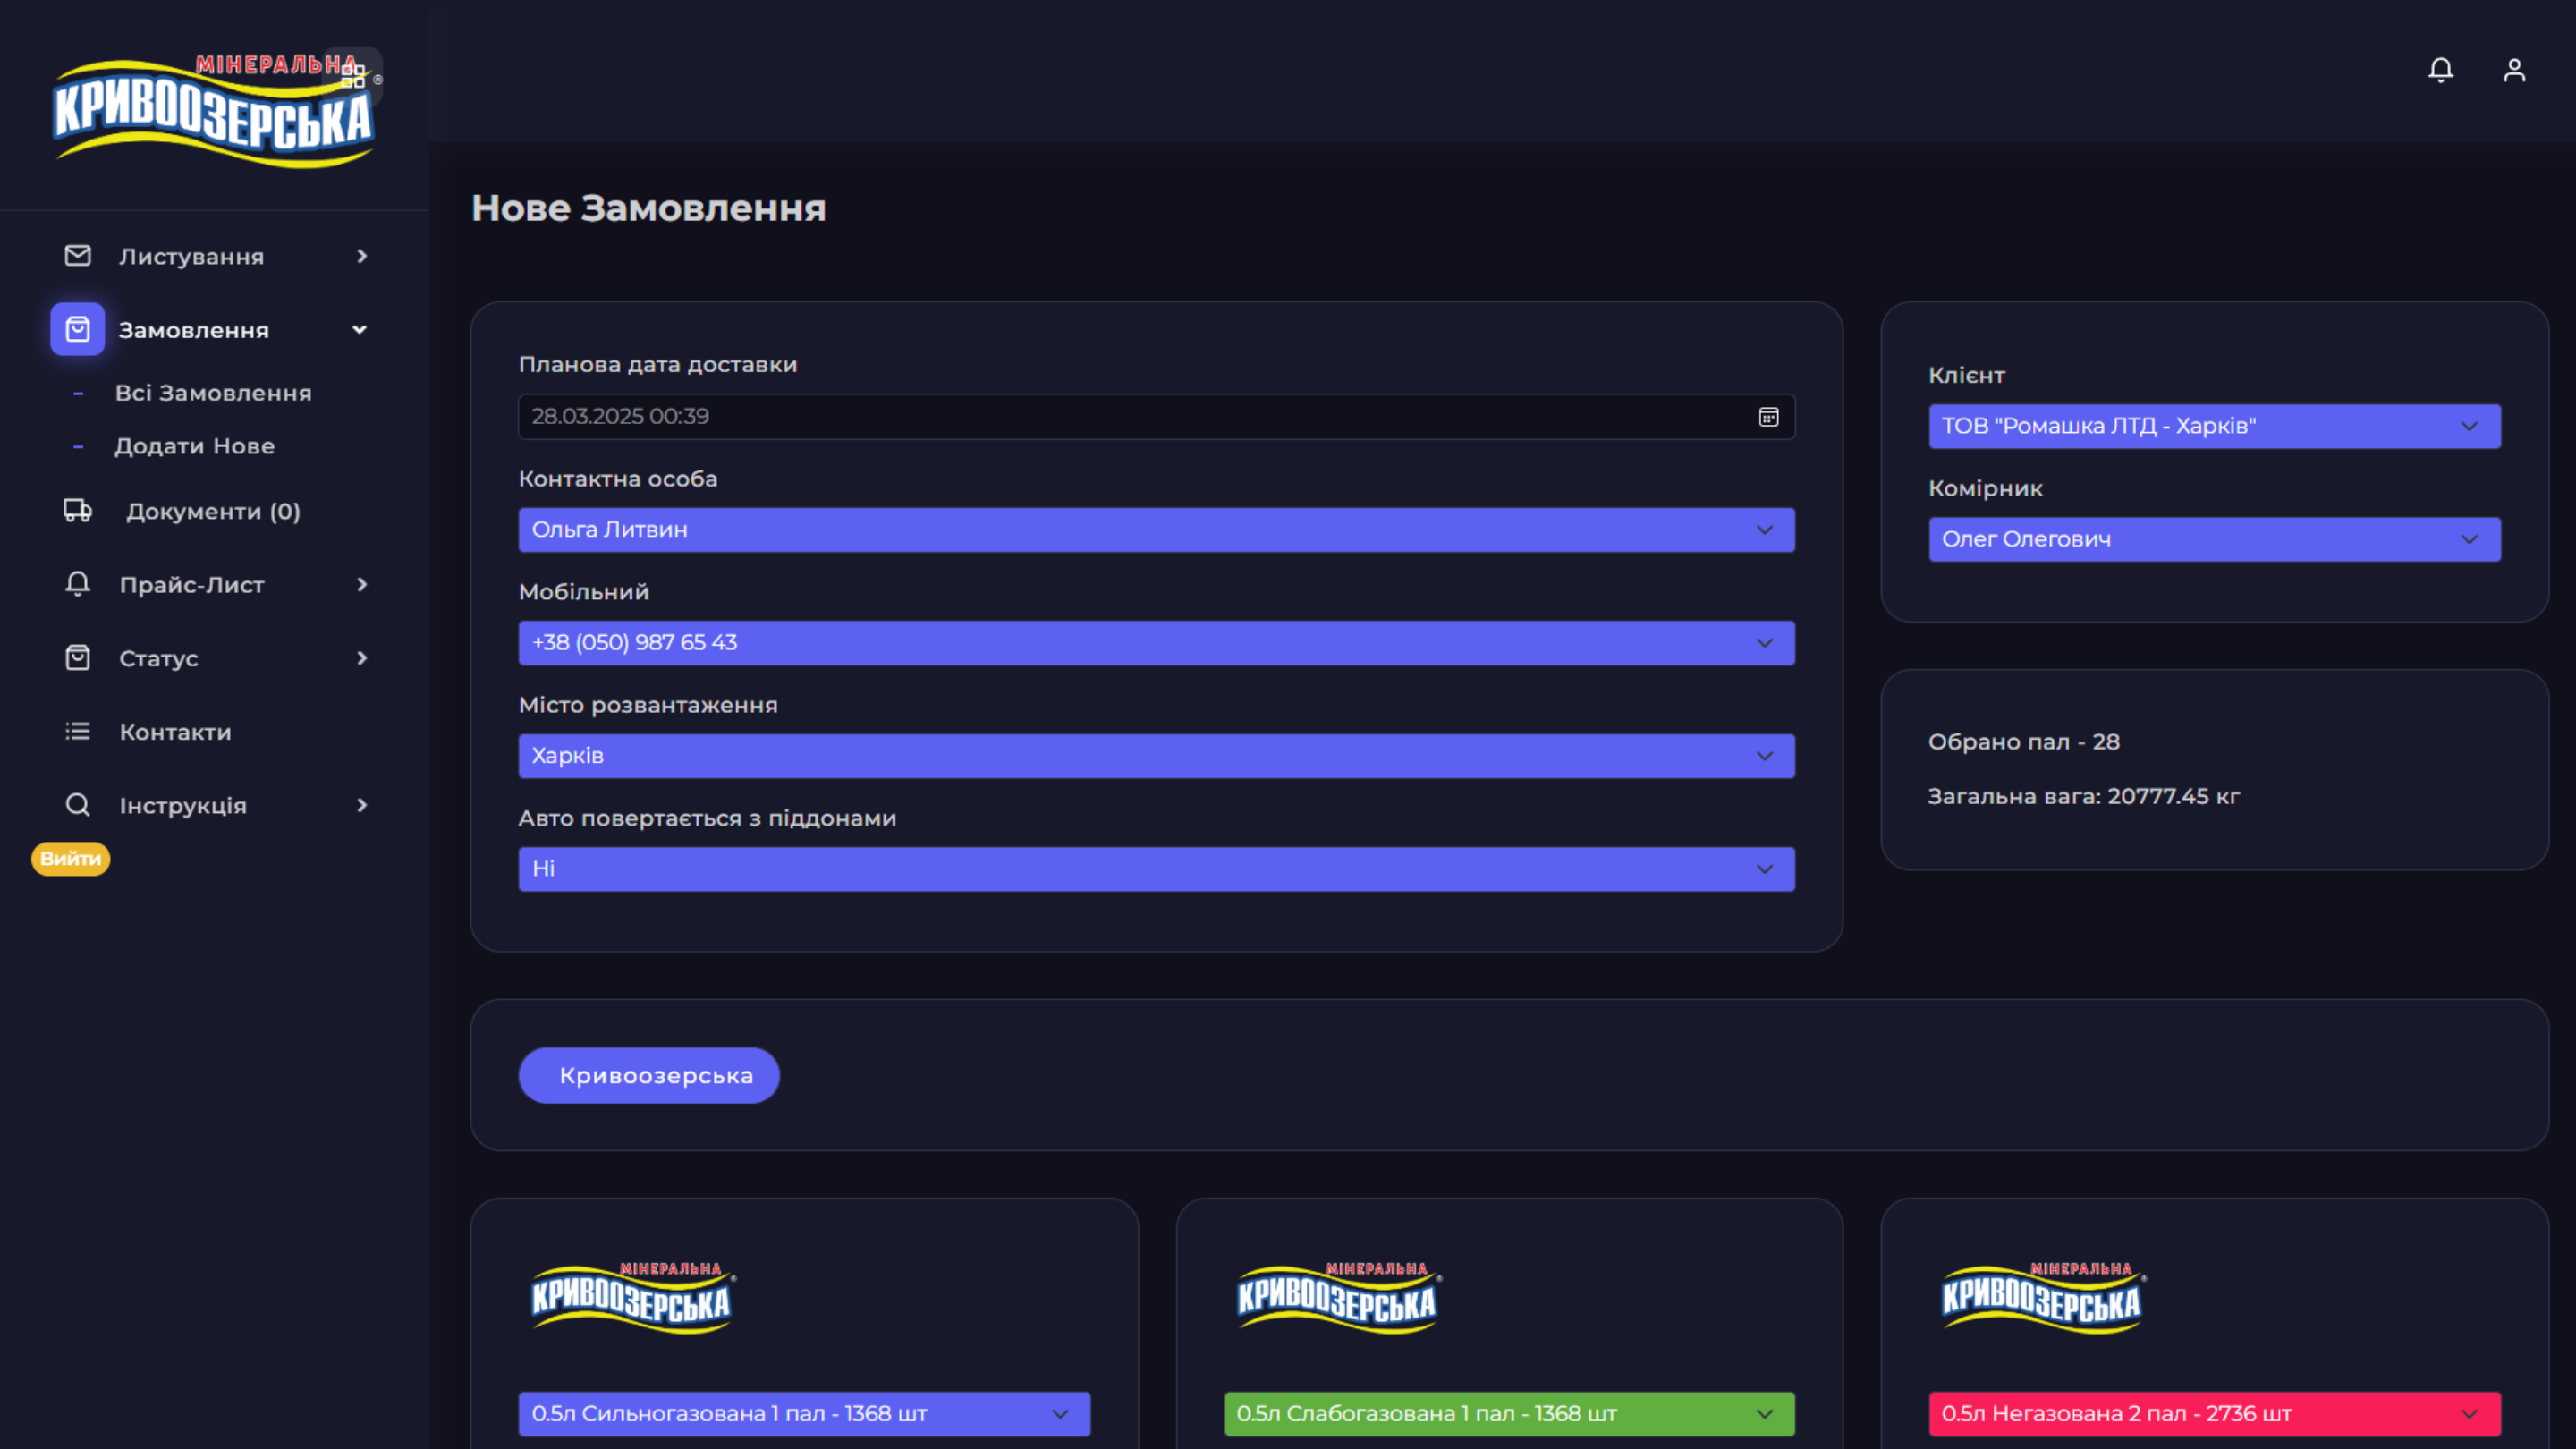 МІНЕРАЛЬНА
КРИВООЗЕРСЬКА ®
Листування
Замовлення
- Всі Замовлення
- Додати Нове
Документи (0)
Прайс-Лист
Статус
Контакти
Інструкція
Вийти
Нове Замовлення
Планова дата доставки
28.03.2025 00:39
Контактна особа
Ольга Литвин
Мобільний
+38 (050) 987 65 43
Місто розвантаження
Харків
Авто повертається з піддонами
Ні
Клієнт
ТОВ "Ромашка ЛТД - Харків"
Комірник
Олег Олегович
Обрано пал - 28
Загальна вага: 20777.45 кг
Кривоозерська
МІНЕРАЛЬНА
КРИВООЗЕРСЬКА ®
0.5л Сильногазована 1 пал - 1368 шт
МІНЕРАЛЬНА
КРИВООЗЕРСЬКА ®
0.5л Слабогазована 1 пал - 1368 шт
МІНЕРАЛЬНА
КРИВООЗЕРСЬКА ®
0.5л Негазована 2 пал - 2736 шт